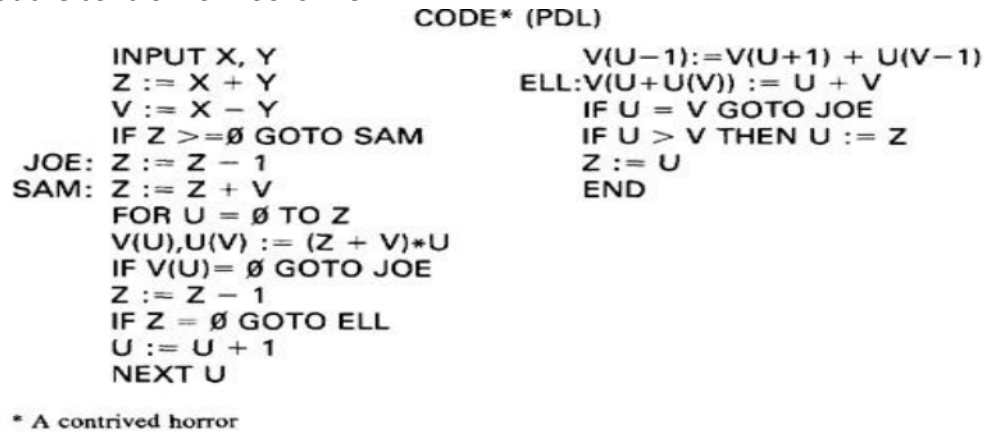 CODE* (PDL)
INPUT X, Y
Z := X + Y
V := X − Y
IF Z >=Ø GOTO SAM
JOE: Z := Z − 1
SAM: Z := Z + V
FOR U = Ø TO Z
V(U),U(V) := (Z + V)*U
IF V(U)= Ø GOTO JOE
Z := Z − 1
IF Z = Ø GOTO ELL
U := U + 1
NEXT U
V(U−1):=V(U+1) + U(V−1)
ELL:V(U+U(V)) := U + V
IF U = V GOTO JOE
IF U > V THEN U := Z
Z := U
END
* A contrived horror